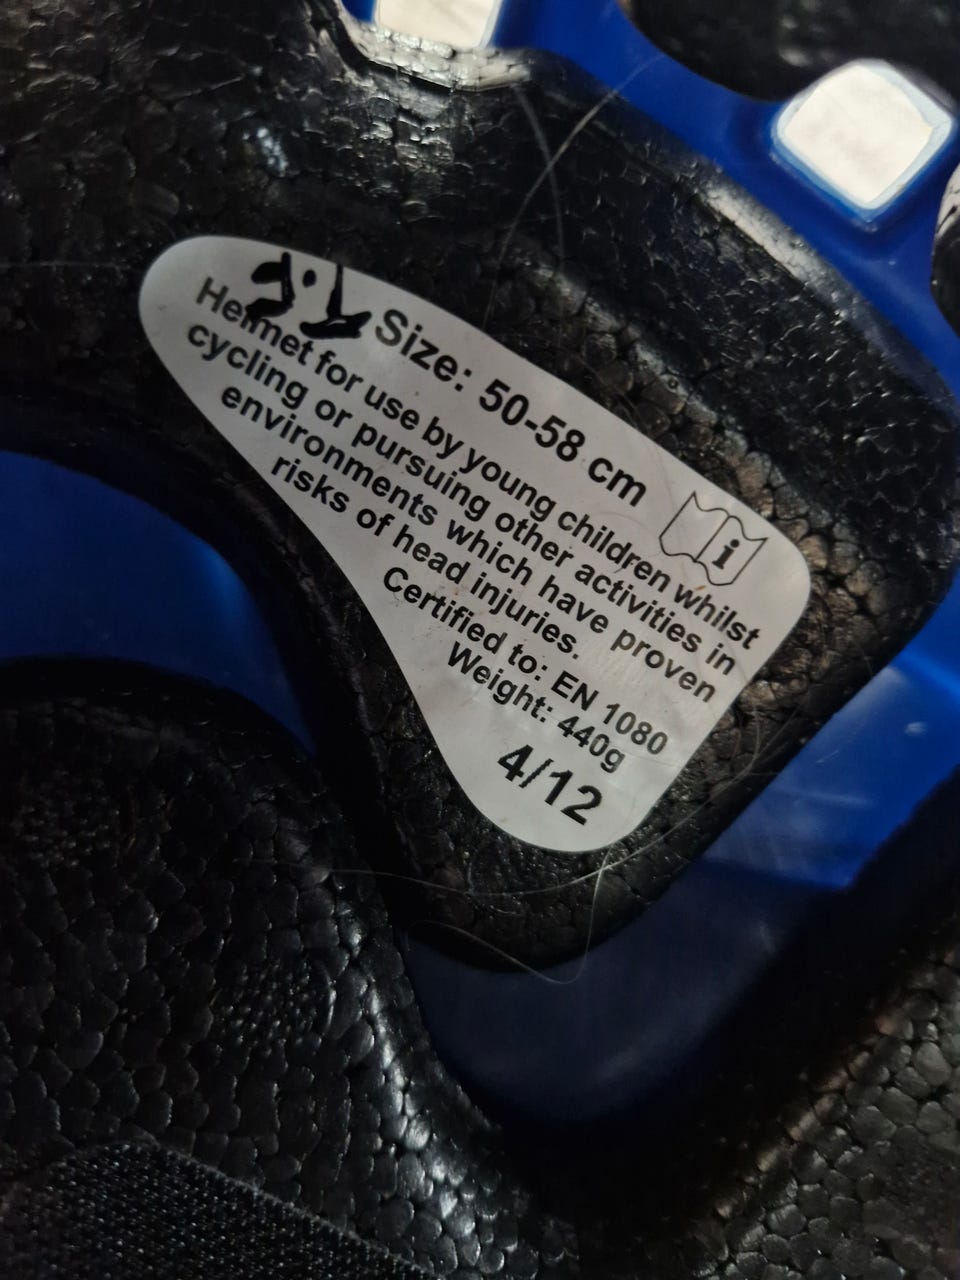 Size: 50-58 cm
i
Helmet for use by young children whilst
cycling or pursuing other activities in
environments which have proven
risks of head injuries.
Certified to: EN 1080
Weight: 440g
4/12